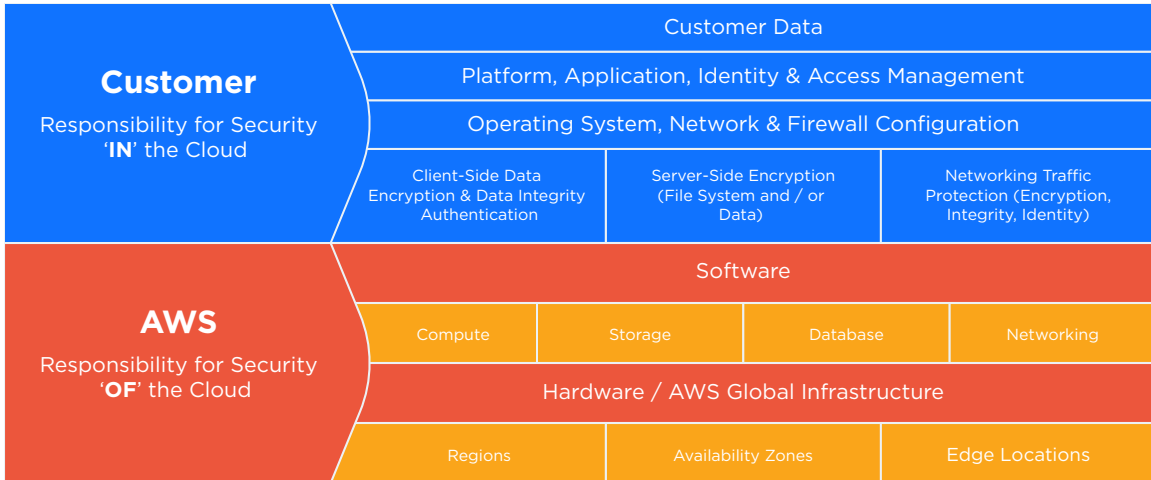 Customer
Responsibility for Security
‘IN’ the Cloud
Customer Data
Platform, Application, Identity & Access Management
Operating System, Network & Firewall Configuration
Client-Side Data
Encryption & Data Integrity
Authentication
Server-Side Encryption
(File System and / or
Data)
Networking Traffic
Protection (Encryption,
Integrity, Identity)
AWS
Responsibility for Security
‘OF’ the Cloud
Software
Compute
Storage
Database
Networking
Hardware / AWS Global Infrastructure
Regions
Availability Zones
Edge Locations